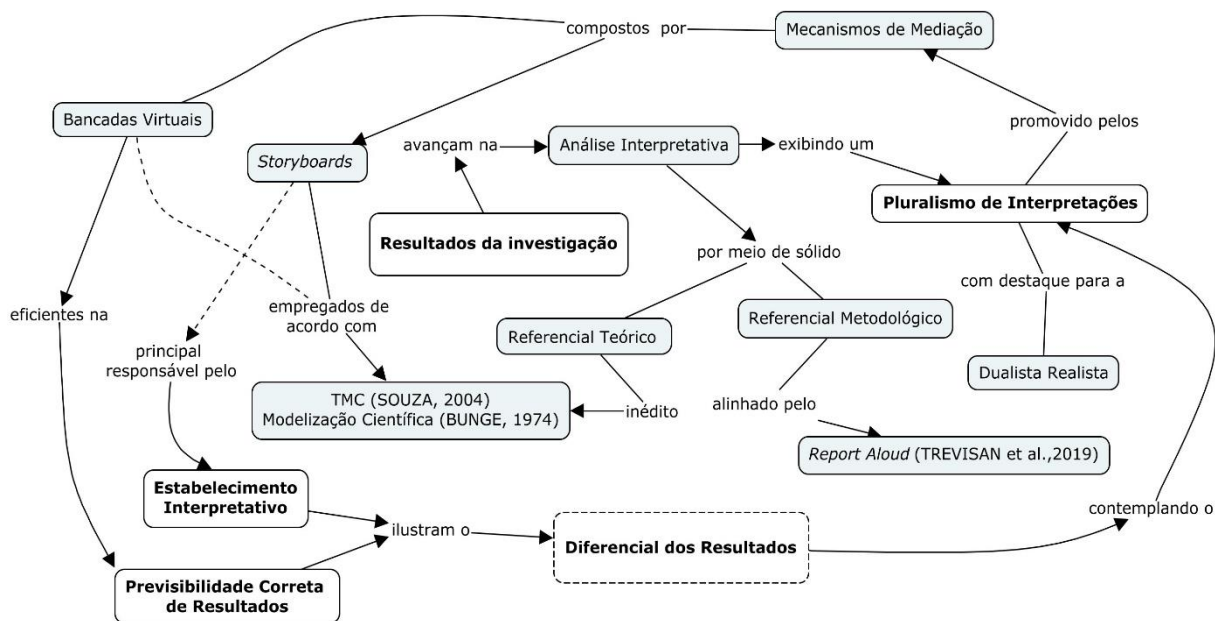 compostos por
Mecanismos de Mediação
Bancadas Virtuais
promovido pelos
avançam na
Análise Interpretativa
exibindo um
Storyboards
Pluralismo de Interpretações
Resultados da investigação
por meio de sólido
com destaque para a
eficientes na
empregados de
acordo com
Referencial Teórico
Referencial Metodológico
principal
responsável pelo
Dualista Realista
TMC (SOUZA, 2004)
Modelização Científica (BUNGE, 1974)
inédito
alinhado pelo
Report Aloud (TREVISAN et al.,2019)
Estabelecimento
Interpretativo
contemplando o
ilustram o
Diferencial dos Resultados
Previsibilidade Correta
de Resultados